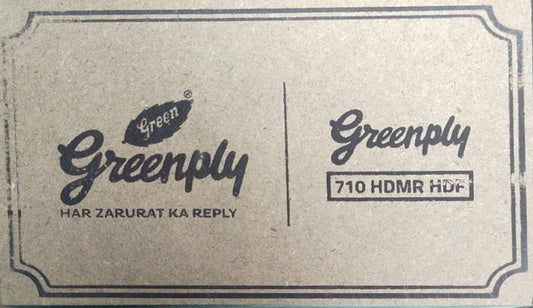 Green®
Greenply
HAR ZARURAT KA REPLY
Greenply
710 HDMR HDF